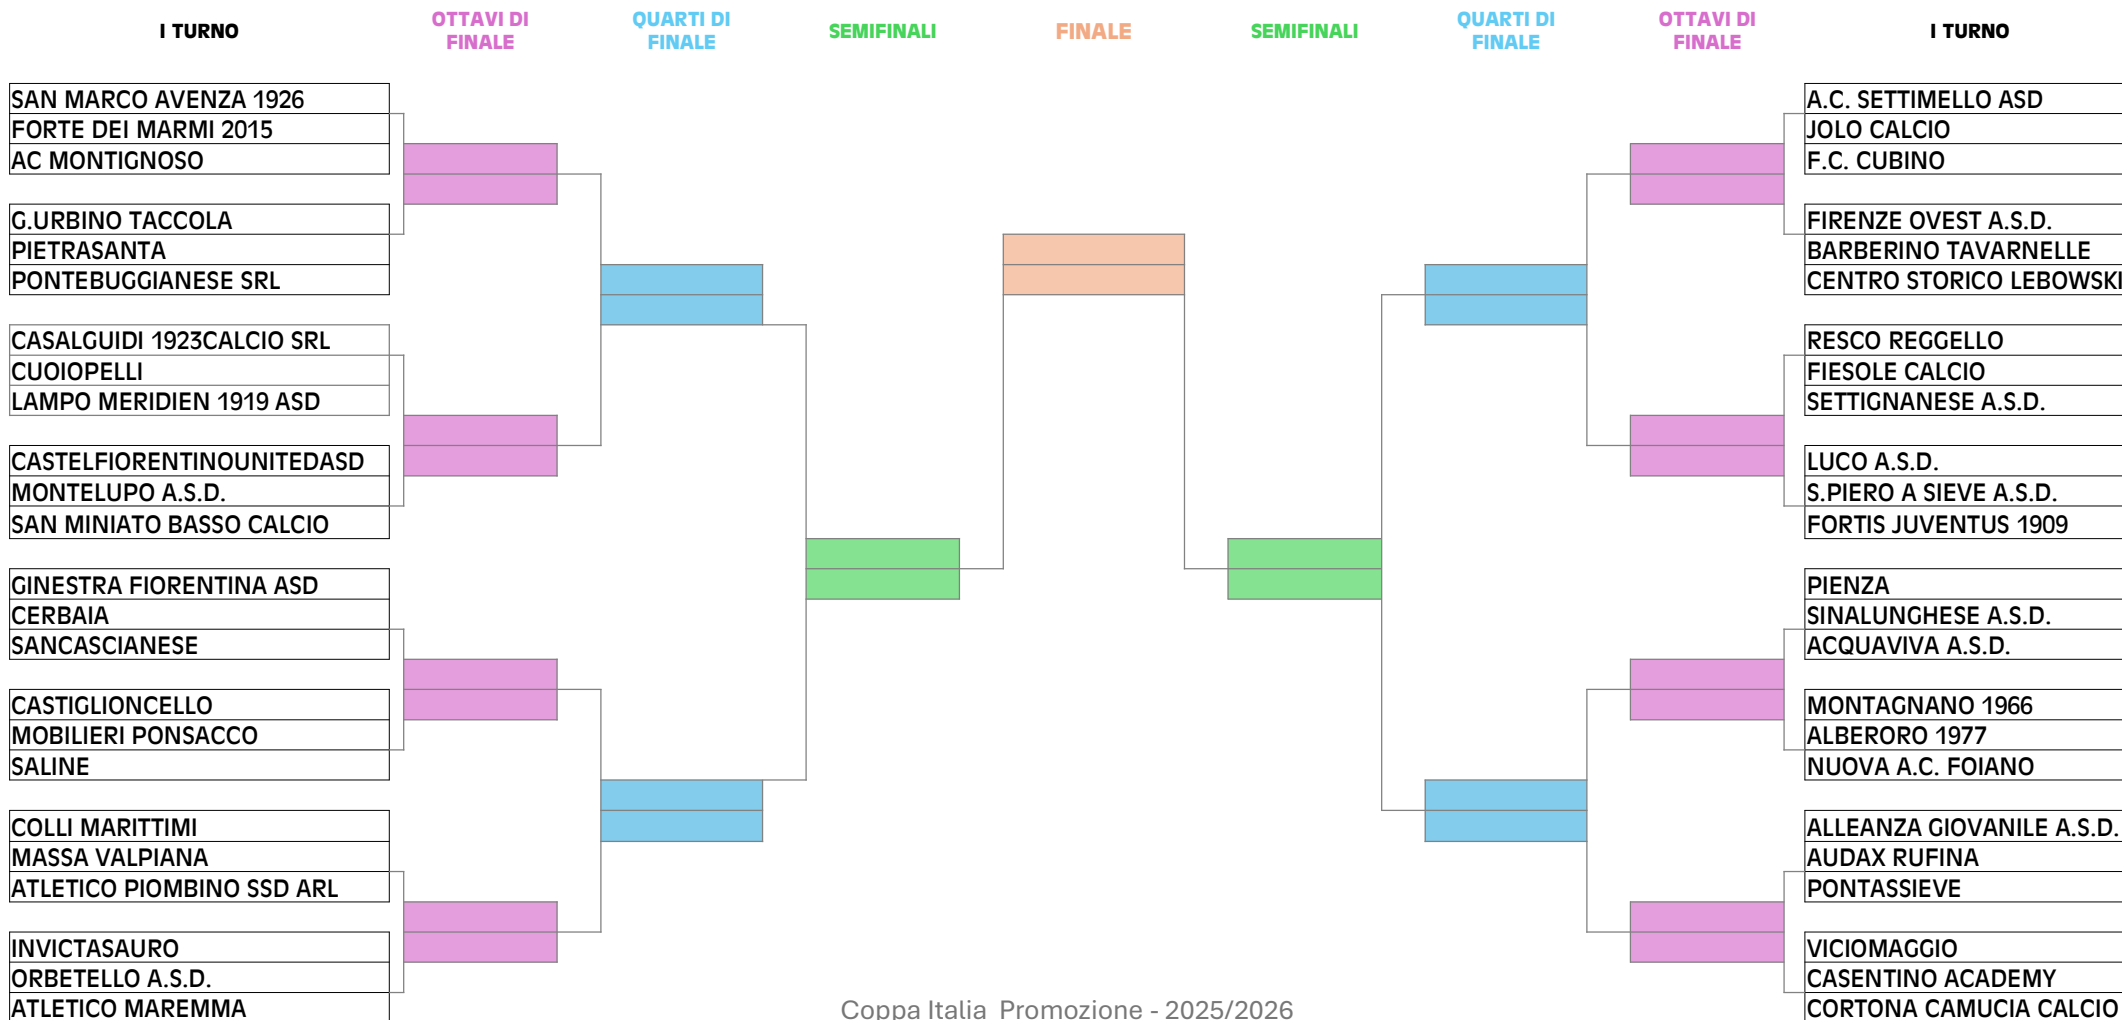 I TURNO
OTTAVI DI
FINALE
QUARTI DI
FINALE
SEMIFINALI
FINALE
SEMIFINALI
QUARTI DI
FINALE
OTTAVI DI
FINALE
I TURNO
SAN MARCO AVENZA 1926
FORTE DEI MARMI 2015
AC MONTIGNOSO
G.URBINO TACCOLA
PIETRASANTA
PONTEBUGGIANESE SRL
CASALGUIDI 1923CALCIO SRL
CUOIOPELLI
LAMPO MERIDIEN 1919 ASD
CASTELFIORENTINOUNITEDASD
MONTELUPO A.S.D.
SAN MINIATO BASSO CALCIO
GINESTRA FIORENTINA ASD
CERBAIA
SANCASCIANESE
CASTIGLIONCELLO
MOBILIERI PONSACCO
SALINE
COLLI MARITTIMI
MASSA VALPIANA
ATLETICO PIOMBINO SSD ARL
INVICTASAURO
ORBETELLO A.S.D.
ATLETICO MAREMMA
A.C. SETTIMELLO ASD
JOLO CALCIO
F.C. CUBINO
FIRENZE OVEST A.S.D.
BARBERINO TAVARNELLE
CENTRO STORICO LEBOWSKI
RESCO REGGELLO
FIESOLE CALCIO
SETTIGNANESE A.S.D.
LUCO A.S.D.
S.PIERO A SIEVE A.S.D.
FORTIS JUVENTUS 1909
PIENZA
SINALUNGHESE A.S.D.
ACQUAVIVA A.S.D.
MONTAGNANO 1966
ALBERORO 1977
NUOVA A.C. FOIANO
ALLEANZA GIOVANILE A.S.D.
AUDAX RUFINA
PONTASSIEVE
VICIOMAGGIO
CASENTINO ACADEMY
CORTONA CAMUCIA CALCIO
Coppa Italia Promozione - 2025/2026